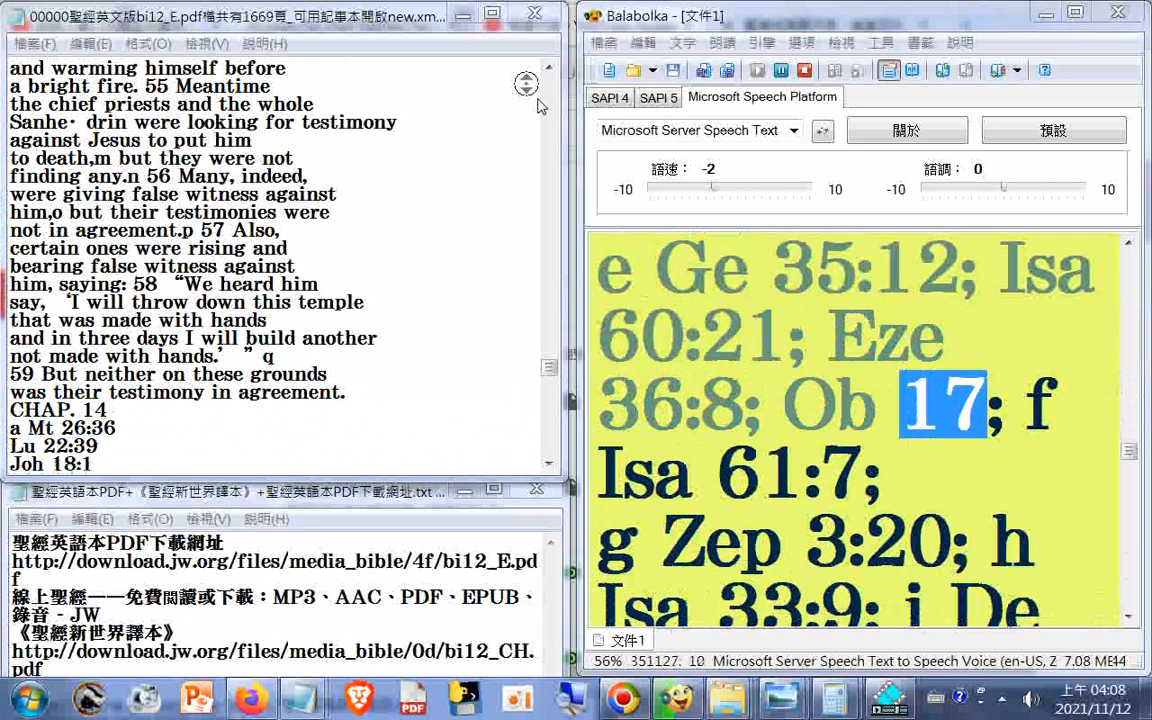 00000聖經英文版bi12_E.pdf檔共有1669頁_可用記事本開啟new.xm...
檔案(F) 編輯(E) 格式(O) 檢視(V) 說明(H)
and warming himself before
a bright fire. 55 Meantime
the chief priests and the whole
Sanhe· drin were looking for testimony
against Jesus to put him
to death,m but they were not
finding any.n 56 Many, indeed,
were giving false witness against
him,o but their testimonies were
not in agreement.p 57 Also,
certain ones were rising and
bearing false witness against
him, saying: 58 “We heard him
say, ‘I will throw down this temple
that was made with hands
and in three days I will build another
not made with hands.’ ”q
59 But neither on these grounds
was their testimony in agreement.
CHAP. 14
a Mt 26:36
Lu 22:39
Joh 18:1
聖經英語本PDF+《聖經新世界譯本》+聖經英語本PDF下載網址.txt ...
檔案(F) 編輯(E) 格式(O) 檢視(V) 說明(H)
聖經英語本PDF下載網址
http://download.jw.org/files/media_bible/4f/bi12_E.pd
f
線上聖經——免費閱讀或下載：MP3、AAC、PDF、EPUB、
錄音 - JW
《聖經新世界譯本》
http://download.jw.org/files/media_bible/0d/bi12_CH.
pdf
Balabolka - [文件1]
檔案 編輯 文字 朗讀 引擎 選項 檢視 工具 書籤 說明
SAPI 4 SAPI 5 Microsoft Speech Platform
Microsoft Server Speech Text 關於 預設
語速： -2 語調： 0
-10 10 -10 10
e Ge 35:12; Isa
60:21; Eze
36:8; Ob 17; f
Isa 61:7;
g Zep 3:20; h
Isa 33:9; i De
文件1
56% 351127: 10 Microsoft Server Speech Text to Speech Voice (en-US, Z 7.08 ME44
PDF
上午 04:08
2021/11/12